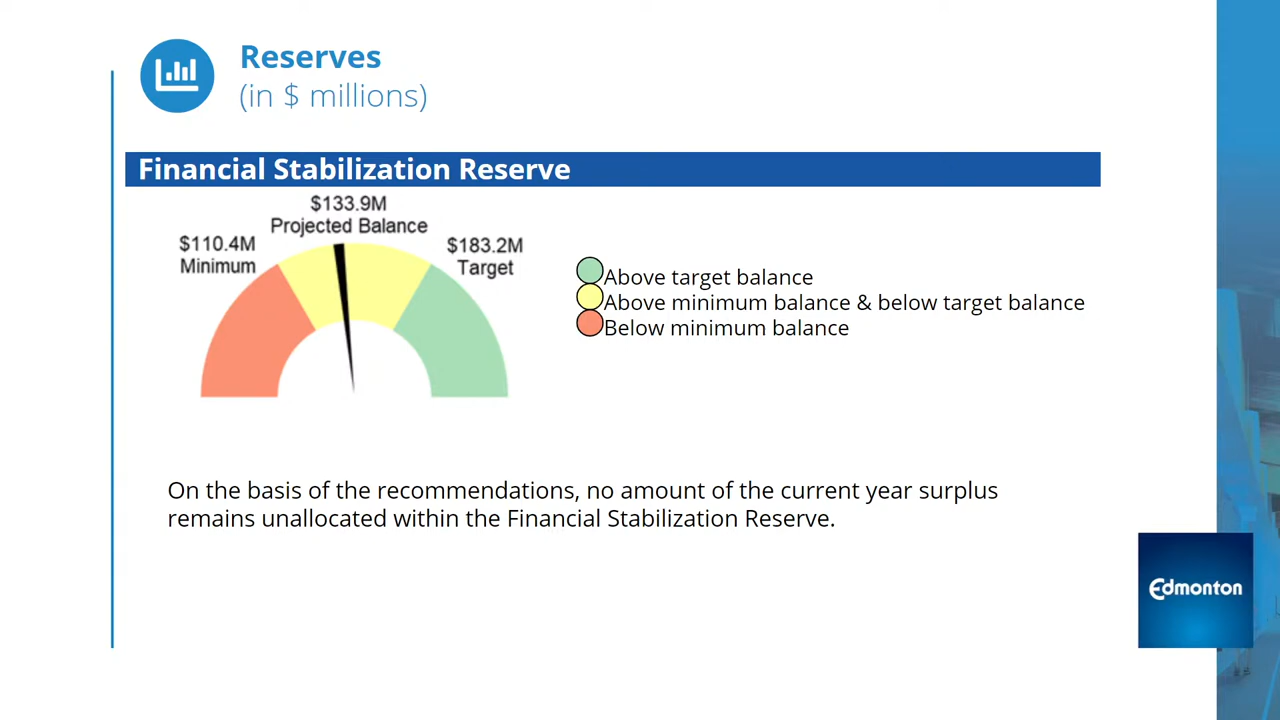 Reserves
(in $ millions)
Financial Stabilization Reserve
$133.9M
Projected Balance
$110.4M
Minimum
$183.2M
Target
Above target balance
Above minimum balance & below target balance
Below minimum balance
On the basis of the recommendations, no amount of the current year surplus
remains unallocated within the Financial Stabilization Reserve.
Edmonton